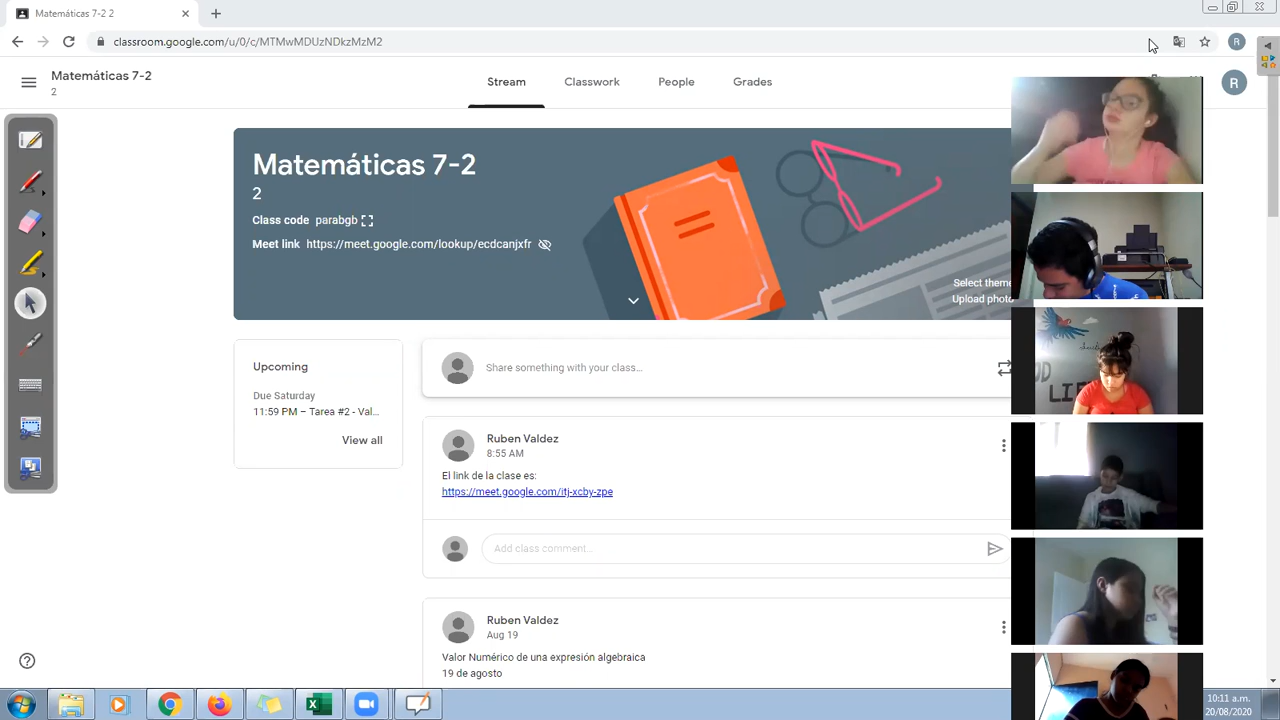 Matemáticas 7-2 2
classroom.google.com/u/0/c/MTMwMDUzNDkzMzM2
R
Matemáticas 7-2
2
Stream
Classwork
People
Grades
R
Matemáticas 7-2
2
Class code parabgb
Meet link https://meet.google.com/lookup/ecdcanjxfr
Select theme
Upload photo
Upcoming
Due Saturday
11:59 PM – Tarea #2 - Val...
View all
Share something with your class...
Ruben Valdez
8:55 AM
El link de la clase es:
https://meet.google.com/itj-xcby-zpe
Add class comment...
Ruben Valdez
Aug 19
Valor Numérico de una expresión algebraica
19 de agosto
10:11 a.m.
20/08/2020